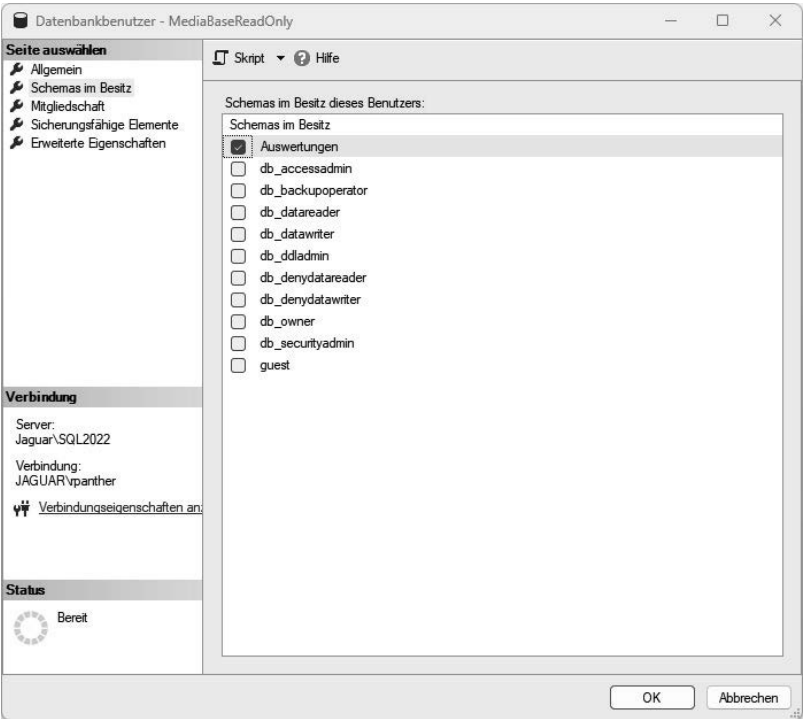 Datenbankbenutzer - MediaBaseReadOnly
Seite auswählen
Allgemein
Schemas im Besitz
Mitgliedschaft
Sicherungsfähige Elemente
Erweiterte Eigenschaften
Skript
Hilfe
Schemas im Besitz dieses Benutzers:
Schemas im Besitz
Auswertungen
db_accessadmin
db_backupoperator
db_datareader
db_datawriter
db_ddladmin
db_denydatareader
db_denydatawriter
db_owner
db_securityadmin
guest
Verbindung
Server:
Jaguar\SQL2022
Verbindung:
JAGUAR\rpanther
Verbindungseigenschaften an
Status
Bereit
OK
Abbrechen